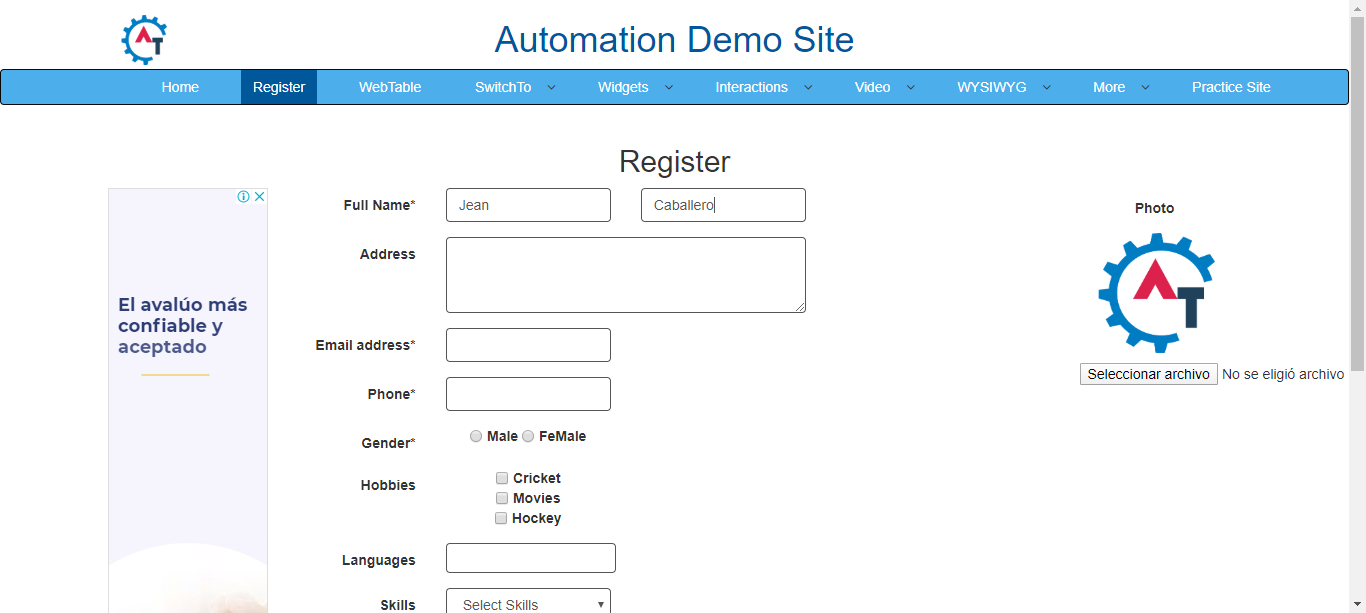 AT
Automation Demo Site
Home Register WebTable SwitchTo Widgets Interactions Video WYSIWYG More Practice Site
Register
El avalúo más
confiable y
aceptado
Full Name* Jean Caballero
Address
Email address*
Phone*
Gender* Male FeMale
Hobbies Cricket
Movies
Hockey
Languages
Skills Select Skills
Photo
AT
Seleccionar archivo No se eligió archivo